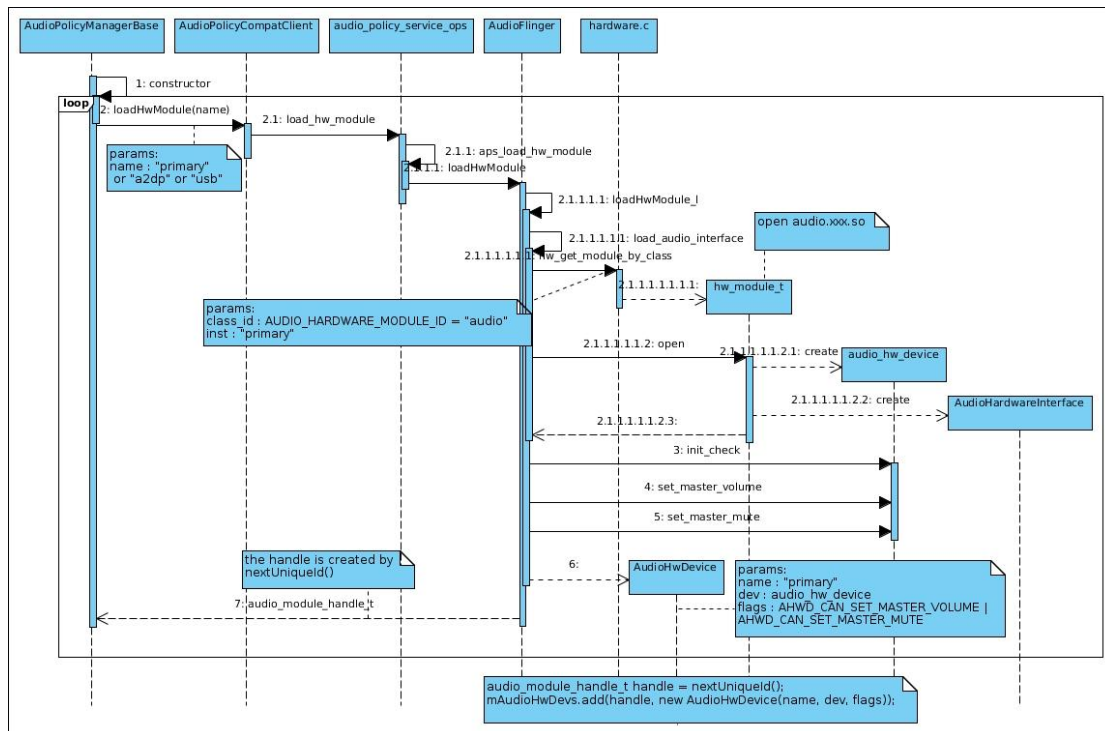 AudioPolicyManagerBase
AudioPolicyCompatClient
audio_policy_service_ops
AudioFlinger
hardware.c
1: constructor
loop
2: loadHwModule(name)
2.1: load_hw_module
params:
name : "primary"
or "a2dp" or "usb"
2.1.1: aps_load_hw_module
2.1.1.1: loadHwModule
2.1.1.1.1: loadHwModule_l
open audio.xxx.so
2.1.1.1.1.1: load_audio_interface
2.1.1.1.1.1.1: hw_get_module_by_class
2.1.1.1.1.1.1.1:
hw_module_t
params:
class_id : AUDIO_HARDWARE_MODULE_ID = "audio"
inst : "primary"
2.1.1.1.1.1.2: open
2.1.1.1.1.1.2.1: create
audio_hw_device
2.1.1.1.1.1.2.2: create
AudioHardwareInterface
2.1.1.1.1.1.2.3:
3: init_check
4: set_master_volume
5: set_master_mute
the handle is created by
nextUniqueId()
6:
AudioHwDevice
params:
name : "primary"
dev : audio_hw_device
flags : AHWD_CAN_SET_MASTER_VOLUME |
AHWD_CAN_SET_MASTER_MUTE
7: audio_module_handle_t
audio_module_handle_t handle = nextUniqueId();
mAudioHwDevs.add(handle, new AudioHwDevice(name, dev, flags));